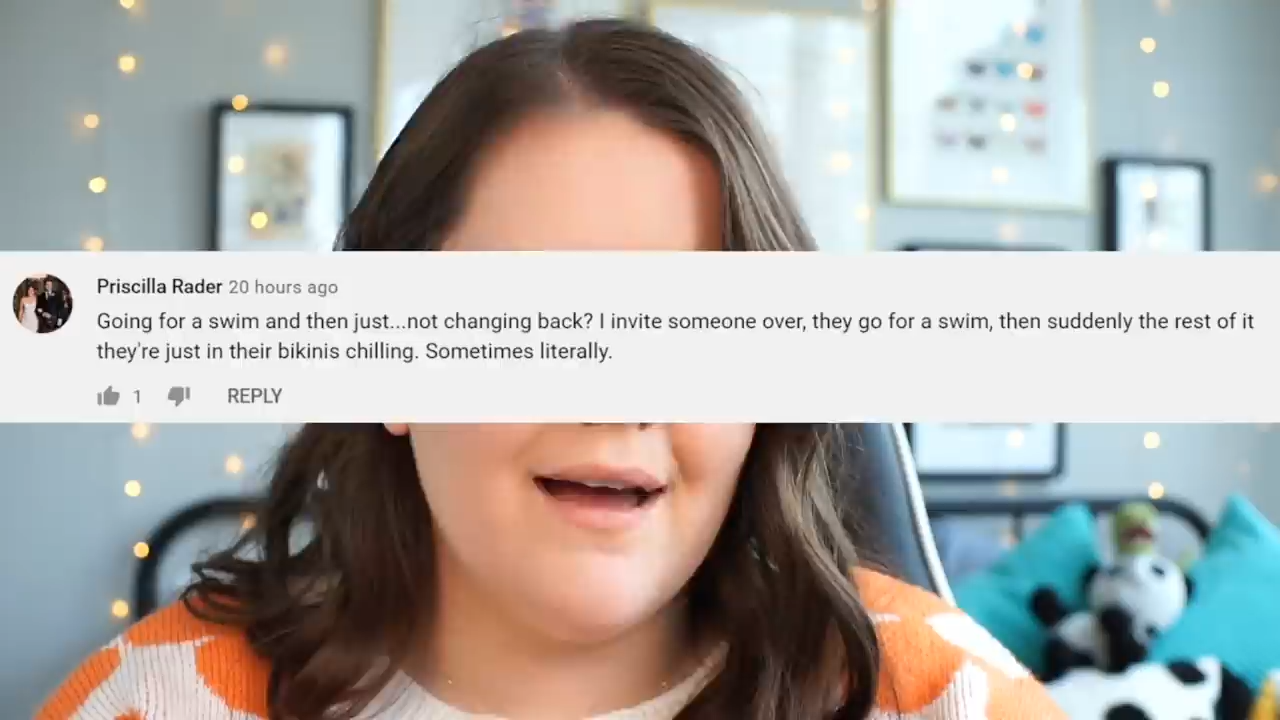 Priscilla Rader 20 hours ago
Going for a swim and then just...not changing back? I invite someone over, they go for a swim, then suddenly the rest of it
they're just in their bikinis chilling. Sometimes literally.
1 REPLY